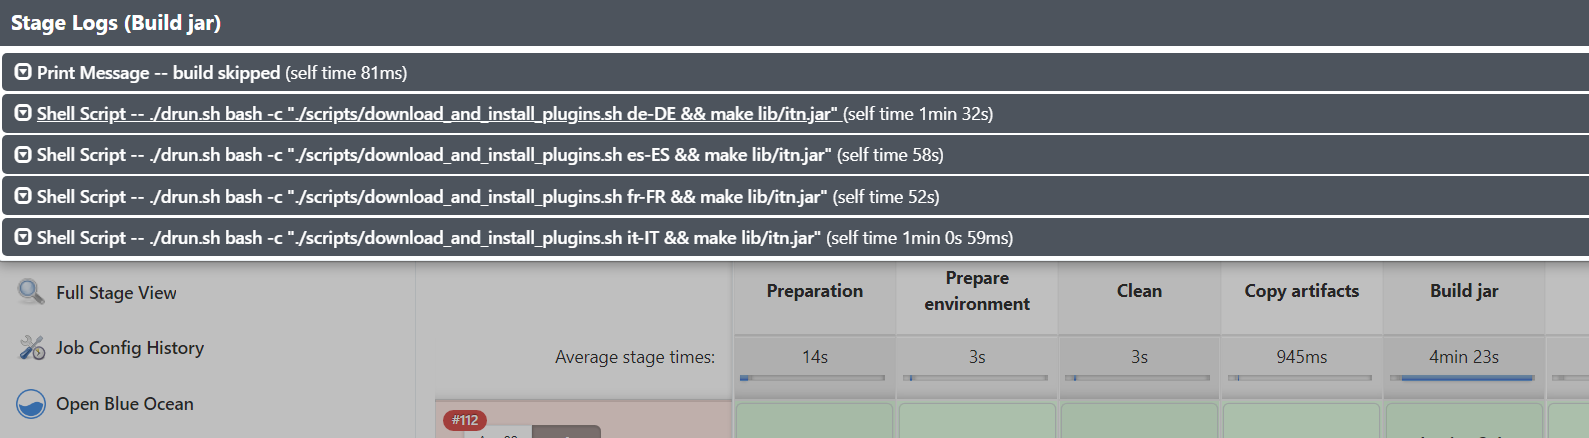 Stage Logs (Build jar)
Print Message -- build skipped (self time 81ms)
Shell Script -- ./drun.sh bash -c "./scripts/download_and_install_plugins.sh de-DE && make lib/itn.jar" (self time 1min 32s)
Shell Script -- ./drun.sh bash -c "./scripts/download_and_install_plugins.sh es-ES && make lib/itn.jar" (self time 58s)
Shell Script -- ./drun.sh bash -c "./scripts/download_and_install_plugins.sh fr-FR && make lib/itn.jar" (self time 52s)
Shell Script -- ./drun.sh bash -c "./scripts/download_and_install_plugins.sh it-IT && make lib/itn.jar" (self time 1min 0s 59ms)
Full Stage View
Job Config History
Open Blue Ocean
Preparation
Prepare
environment
Clean
Copy artifacts
Build jar
Average stage times:
14s
3s
3s
945ms
4min 23s
#112